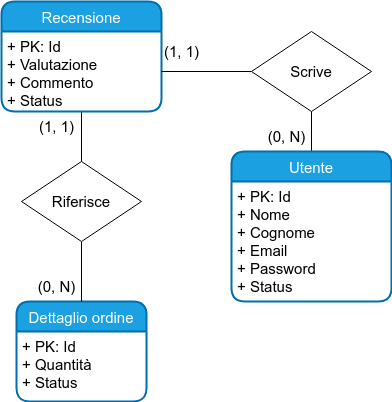 Recensione
+ PK: Id
+ Valutazione
+ Commento
+ Status
(1, 1)
Scrive
(1, 1)
(0, N)
Utente
+ PK: Id
+ Nome
+ Cognome
+ Email
+ Password
+ Status
Riferisce
(0, N)
Dettaglio ordine
+ PK: Id
+ Quantità
+ Status